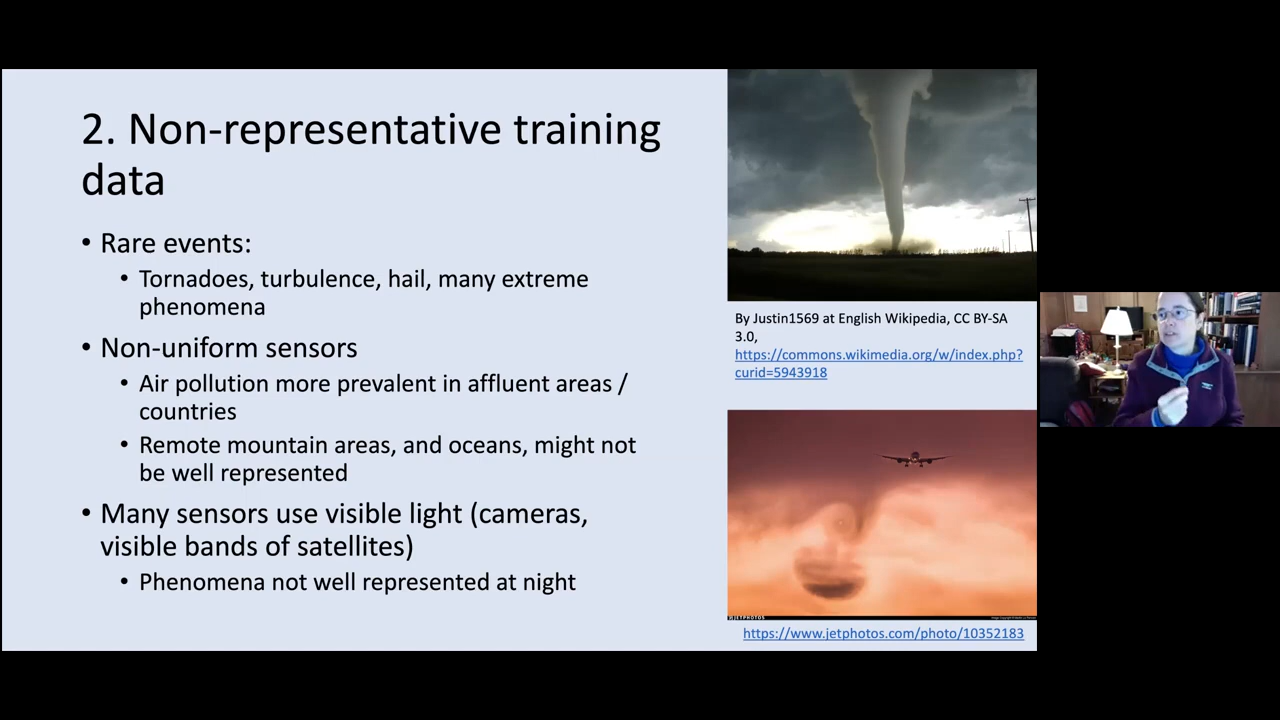 2. Non-representative training
data
• Rare events:
• Tornadoes, turbulence, hail, many extreme
phenomena
• Non-uniform sensors
• Air pollution more prevalent in affluent areas /
countries
• Remote mountain areas, and oceans, might not
be well represented
• Many sensors use visible light (cameras,
visible bands of satellites)
• Phenomena not well represented at night
By Justin1569 at English Wikipedia, CC BY-SA
3.0,
https://commons.wikimedia.org/w/index.php?
curid=5943918
JETPHOTOS
https://www.jetphotos.com/photo/10352183